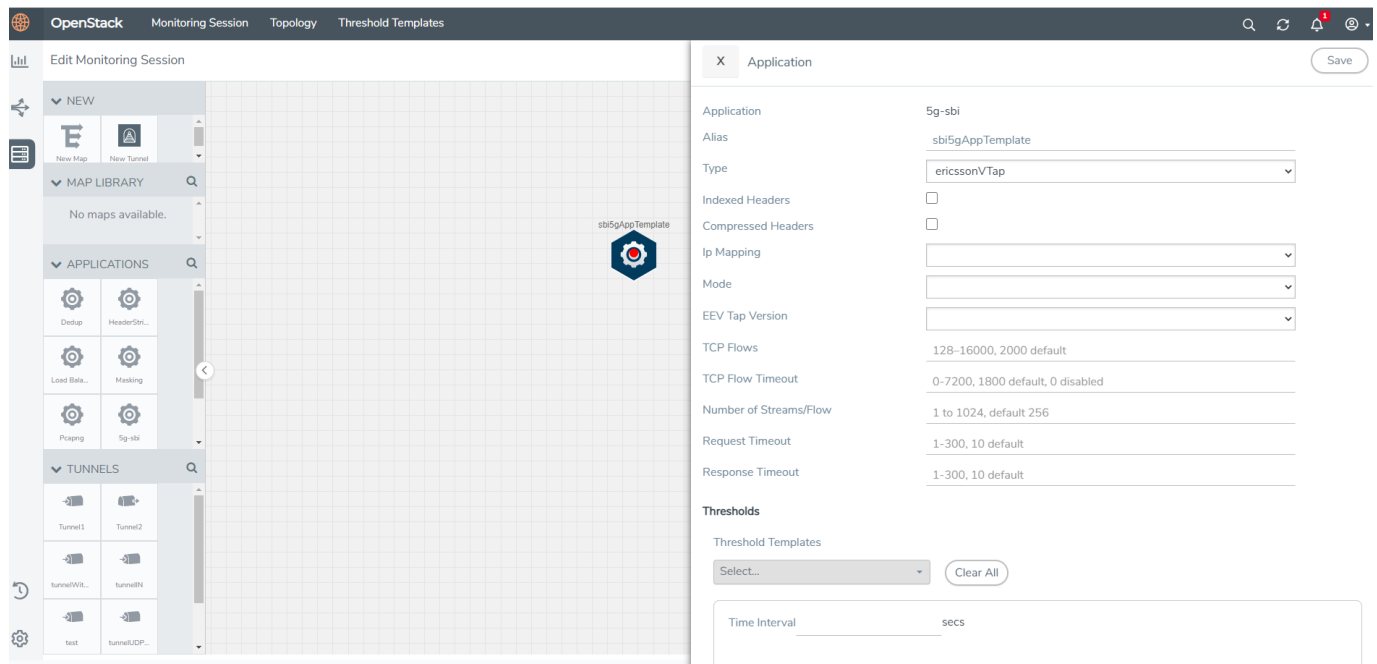 OpenStack Monitoring Session Topology Threshold Templates
1
Edit Monitoring Session
NEW
New Map New Tunnel
MAP LIBRARY
No maps available.
APPLICATIONS
Dedup HeaderStri...
Load Bala... Masking
Pcapng 5g-sbi
TUNNELS
Tunnel1 Tunnel2
tunnelWit... tunnelIN
test tunnelUDP...
sbi5gAppTemplate
X Application Save
Application 5g-sbi
Alias sbi5gAppTemplate
Type ericssonVTap
Indexed Headers
Compressed Headers
Ip Mapping
Mode
EEV Tap Version
TCP Flows 128–16000, 2000 default
TCP Flow Timeout 0-7200, 1800 default, 0 disabled
Number of Streams/Flow 1 to 1024, default 256
Request Timeout 1-300, 10 default
Response Timeout 1-300, 10 default
Thresholds
Threshold Templates
Select... Clear All
Time Interval secs